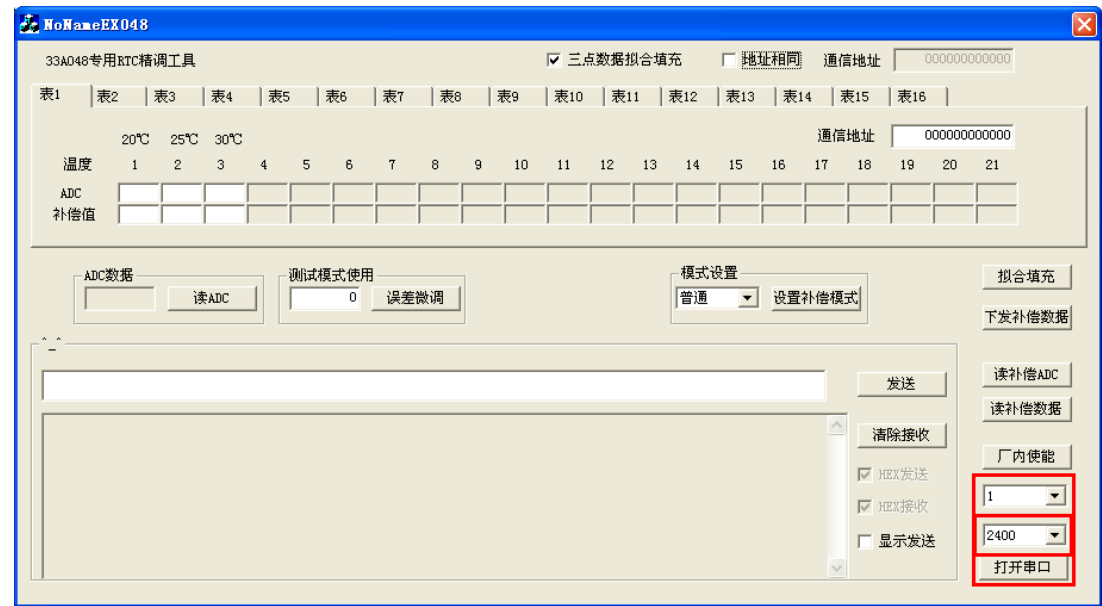 NoNameEX048
33A048专用RTC精调工具 三点数据拟合填充 地址相同 通信地址 000000000000
表1 表2 表3 表4 表5 表6 表7 表8 表9 表10 表11 表12 表13 表14 表15 表16
20℃ 25℃ 30℃ 通信地址 000000000000
温度 1 2 3 4 5 6 7 8 9 10 11 12 13 14 15 16 17 18 19 20 21
ADC
补偿值
ADC数据 测试模式使用 模式设置
读ADC 0 误差微调 普通 设置补偿模式 拟合填充
下发补偿数据
^_^
发送 读补偿ADC
清除接收 读补偿数据
厂内使能
HEX发送 1
HEX接收
显示发送 2400
打开串口